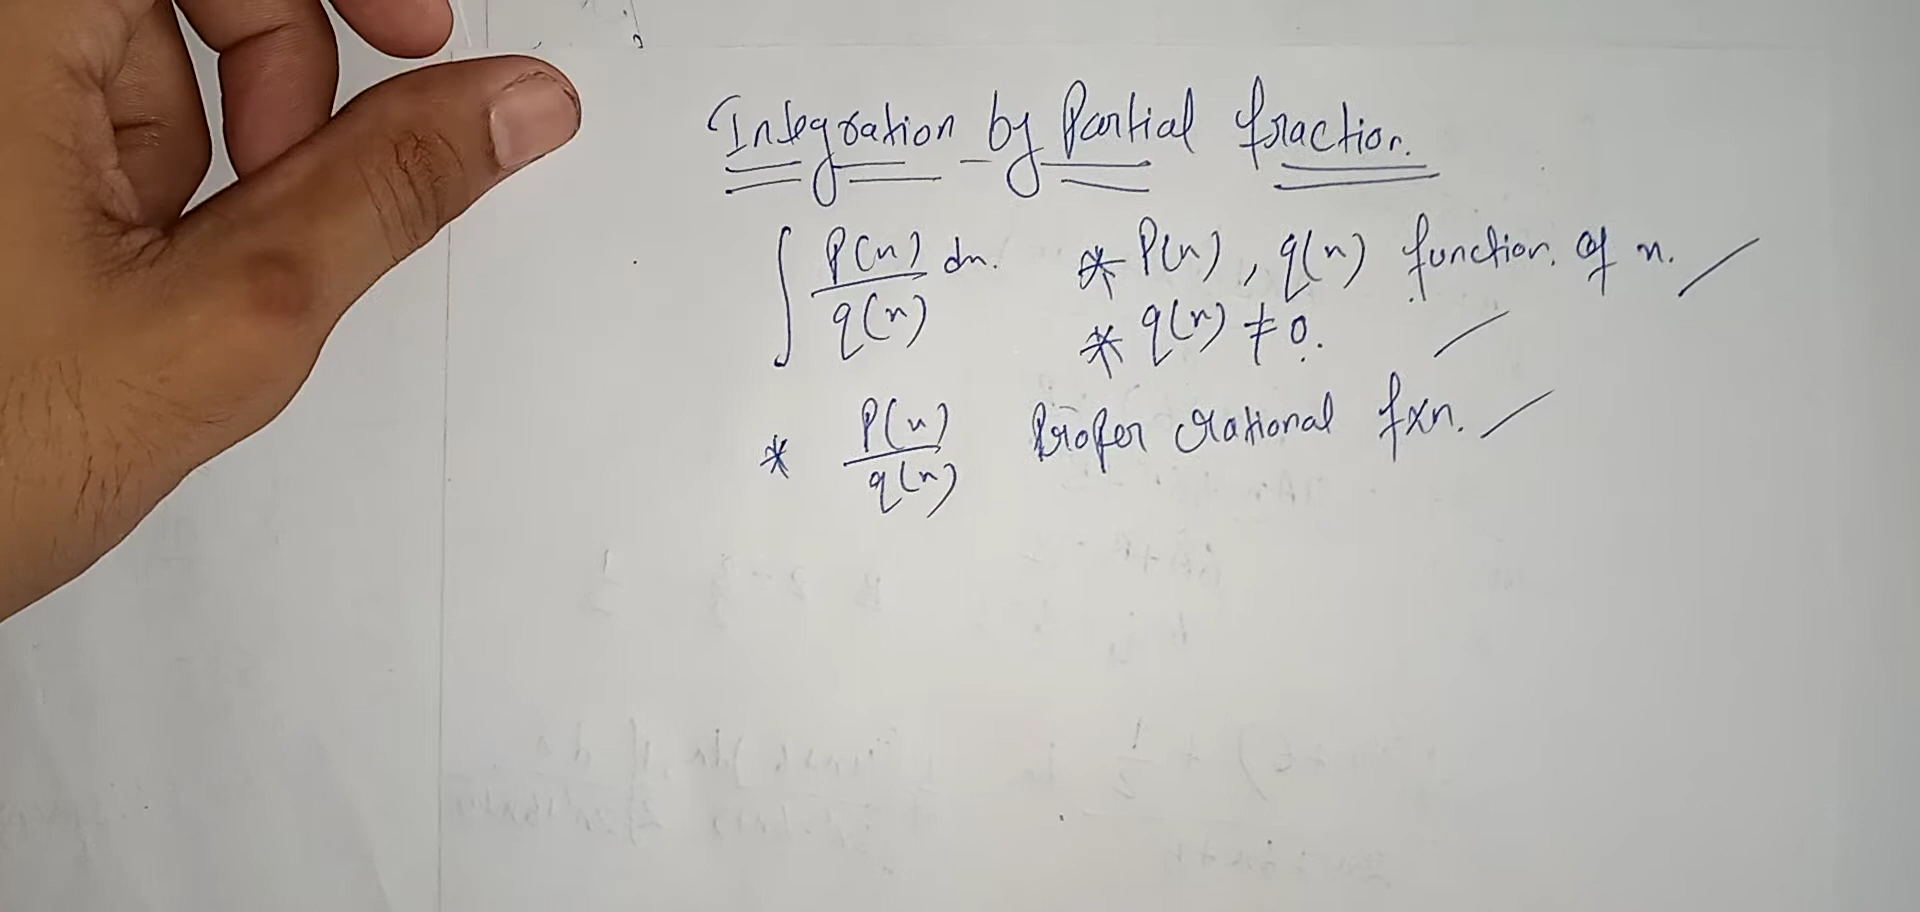 Integration by Partial fraction.
∫ P(x)/q(x) dx. * P(x), q(x) function of x.
* q(x) ≠ 0.
* P(x)/q(x) Proper rational fxn.